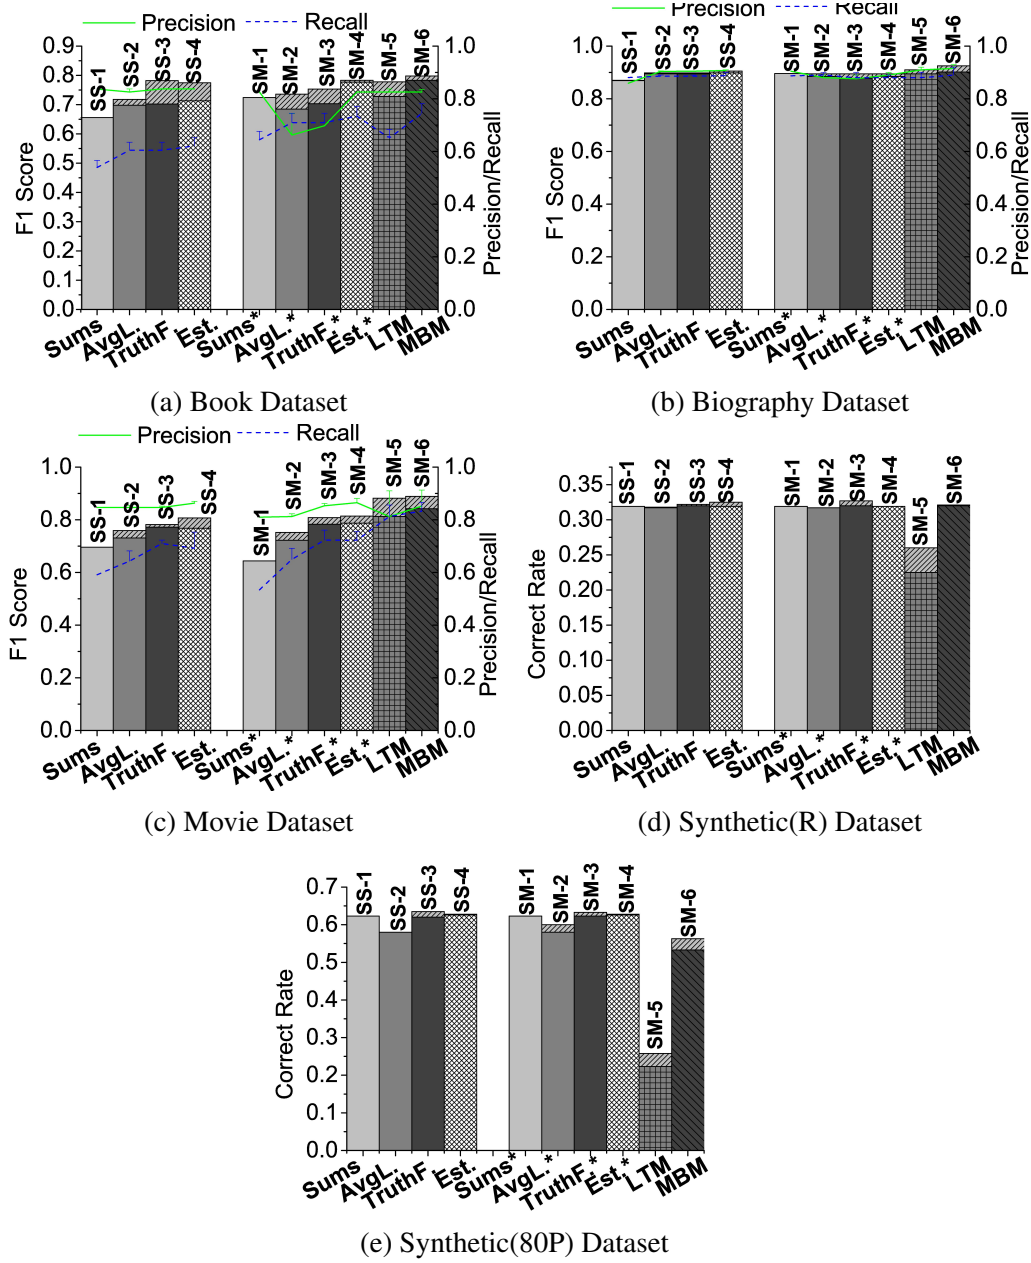 Precision Recall
0.9 0.8 0.7 0.6 0.5 0.4 0.3 0.2 0.1 0.0
F1 Score
SS-1 SS-2 SS-3 SS-4 SM-1 SM-2 SM-3 SM-4 SM-5 SM-6
1.0 0.8 0.6 0.4 0.2 0.0
Precision/Recall
Sums AvgL. TruthF. Est. Sums* AvgL.* TruthF.* Est.* LTM MBM
(a) Book Dataset
Precision Recall
1.0 0.8 0.6 0.4 0.2 0.0
F1 Score
SS-1 SS-2 SS-3 SS-4 SM-1 SM-2 SM-3 SM-4 SM-5 SM-6
1.0 0.8 0.6 0.4 0.2 0.0
Precision/Recall
Sums AvgL. TruthF. Est. Sums* AvgL.* TruthF.* Est.* LTM MBM
(b) Biography Dataset
Precision Recall
1.0 0.8 0.6 0.4 0.2 0.0
F1 Score
SS-1 SS-2 SS-3 SS-4 SM-1 SM-2 SM-3 SM-4 SM-5 SM-6
1.0 0.8 0.6 0.4 0.2 0.0
Precision/Recall
Sums AvgL. TruthF. Est. Sums* AvgL.* TruthF.* Est.* LTM MBM
(c) Movie Dataset
0.35 0.30 0.25 0.20 0.15 0.10 0.05 0.00
Correct Rate
SS-1 SS-2 SS-3 SS-4 SM-1 SM-2 SM-3 SM-4 SM-5 SM-6
Sums AvgL. TruthF. Est. Sums* AvgL.* TruthF.* Est.* LTM MBM
(d) Synthetic(R) Dataset
0.7 0.6 0.5 0.4 0.3 0.2 0.1 0.0
Correct Rate
SS-1 SS-2 SS-3 SS-4 SM-1 SM-2 SM-3 SM-4 SM-5 SM-6
Sums AvgL. TruthF. Est. Sums* AvgL.* TruthF.* Est.* LTM MBM
(e) Synthetic(80P) Dataset